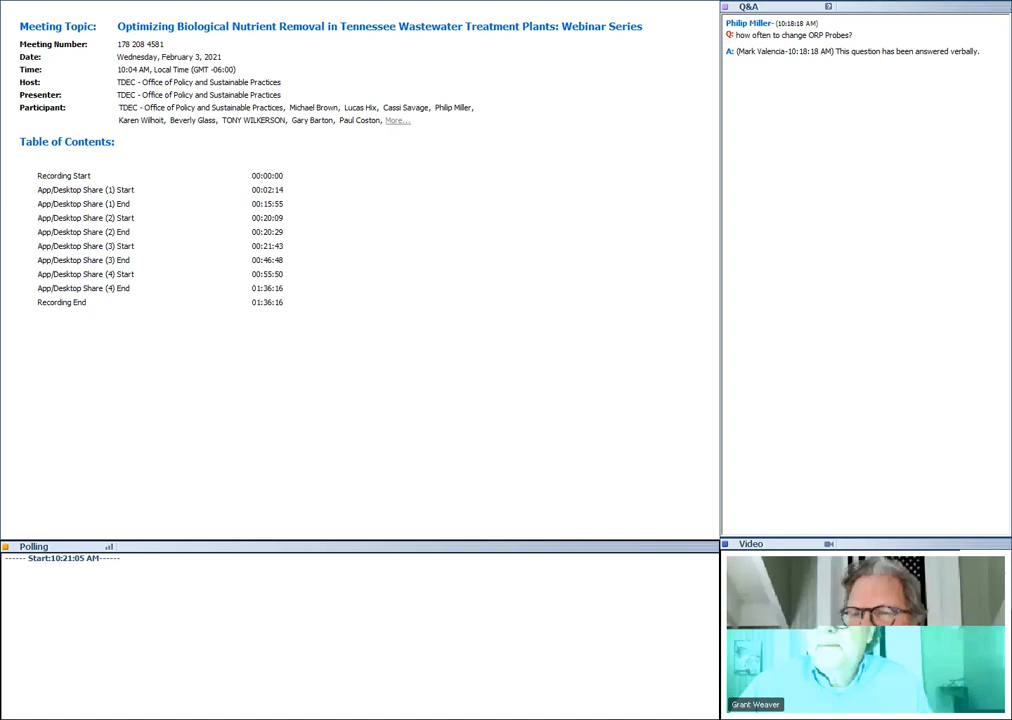 Meeting Topic: Optimizing Biological Nutrient Removal in Tennessee Wastewater Treatment Plants: Webinar Series
Meeting Number: 178 208 4581
Date: Wednesday, February 3, 2021
Time: 10:04 AM, Local Time (GMT -06:00)
Host: TDEC - Office of Policy and Sustainable Practices
Presenter: TDEC - Office of Policy and Sustainable Practices
Participant: TDEC - Office of Policy and Sustainable Practices, Michael Brown, Lucas Hix, Cassi Savage, Philip Miller,
Karen Wilhoit, Beverly Glass, TONY WILKERSON, Gary Barton, Paul Coston, More...
Table of Contents:
Recording Start 00:00:00
App/Desktop Share (1) Start 00:02:14
App/Desktop Share (1) End 00:15:55
App/Desktop Share (2) Start 00:20:09
App/Desktop Share (2) End 00:20:29
App/Desktop Share (3) Start 00:21:43
App/Desktop Share (3) End 00:46:48
App/Desktop Share (4) Start 00:55:50
App/Desktop Share (4) End 01:36:16
Recording End 01:36:16
Q&A
Philip Miller- (10:18:18 AM)
Q: how often to change ORP Probes?
A: (Mark Valencia-10:18:18 AM) This question has been answered verbally.
Polling
------ Start:10:21:05 AM------
Video
Grant Weaver